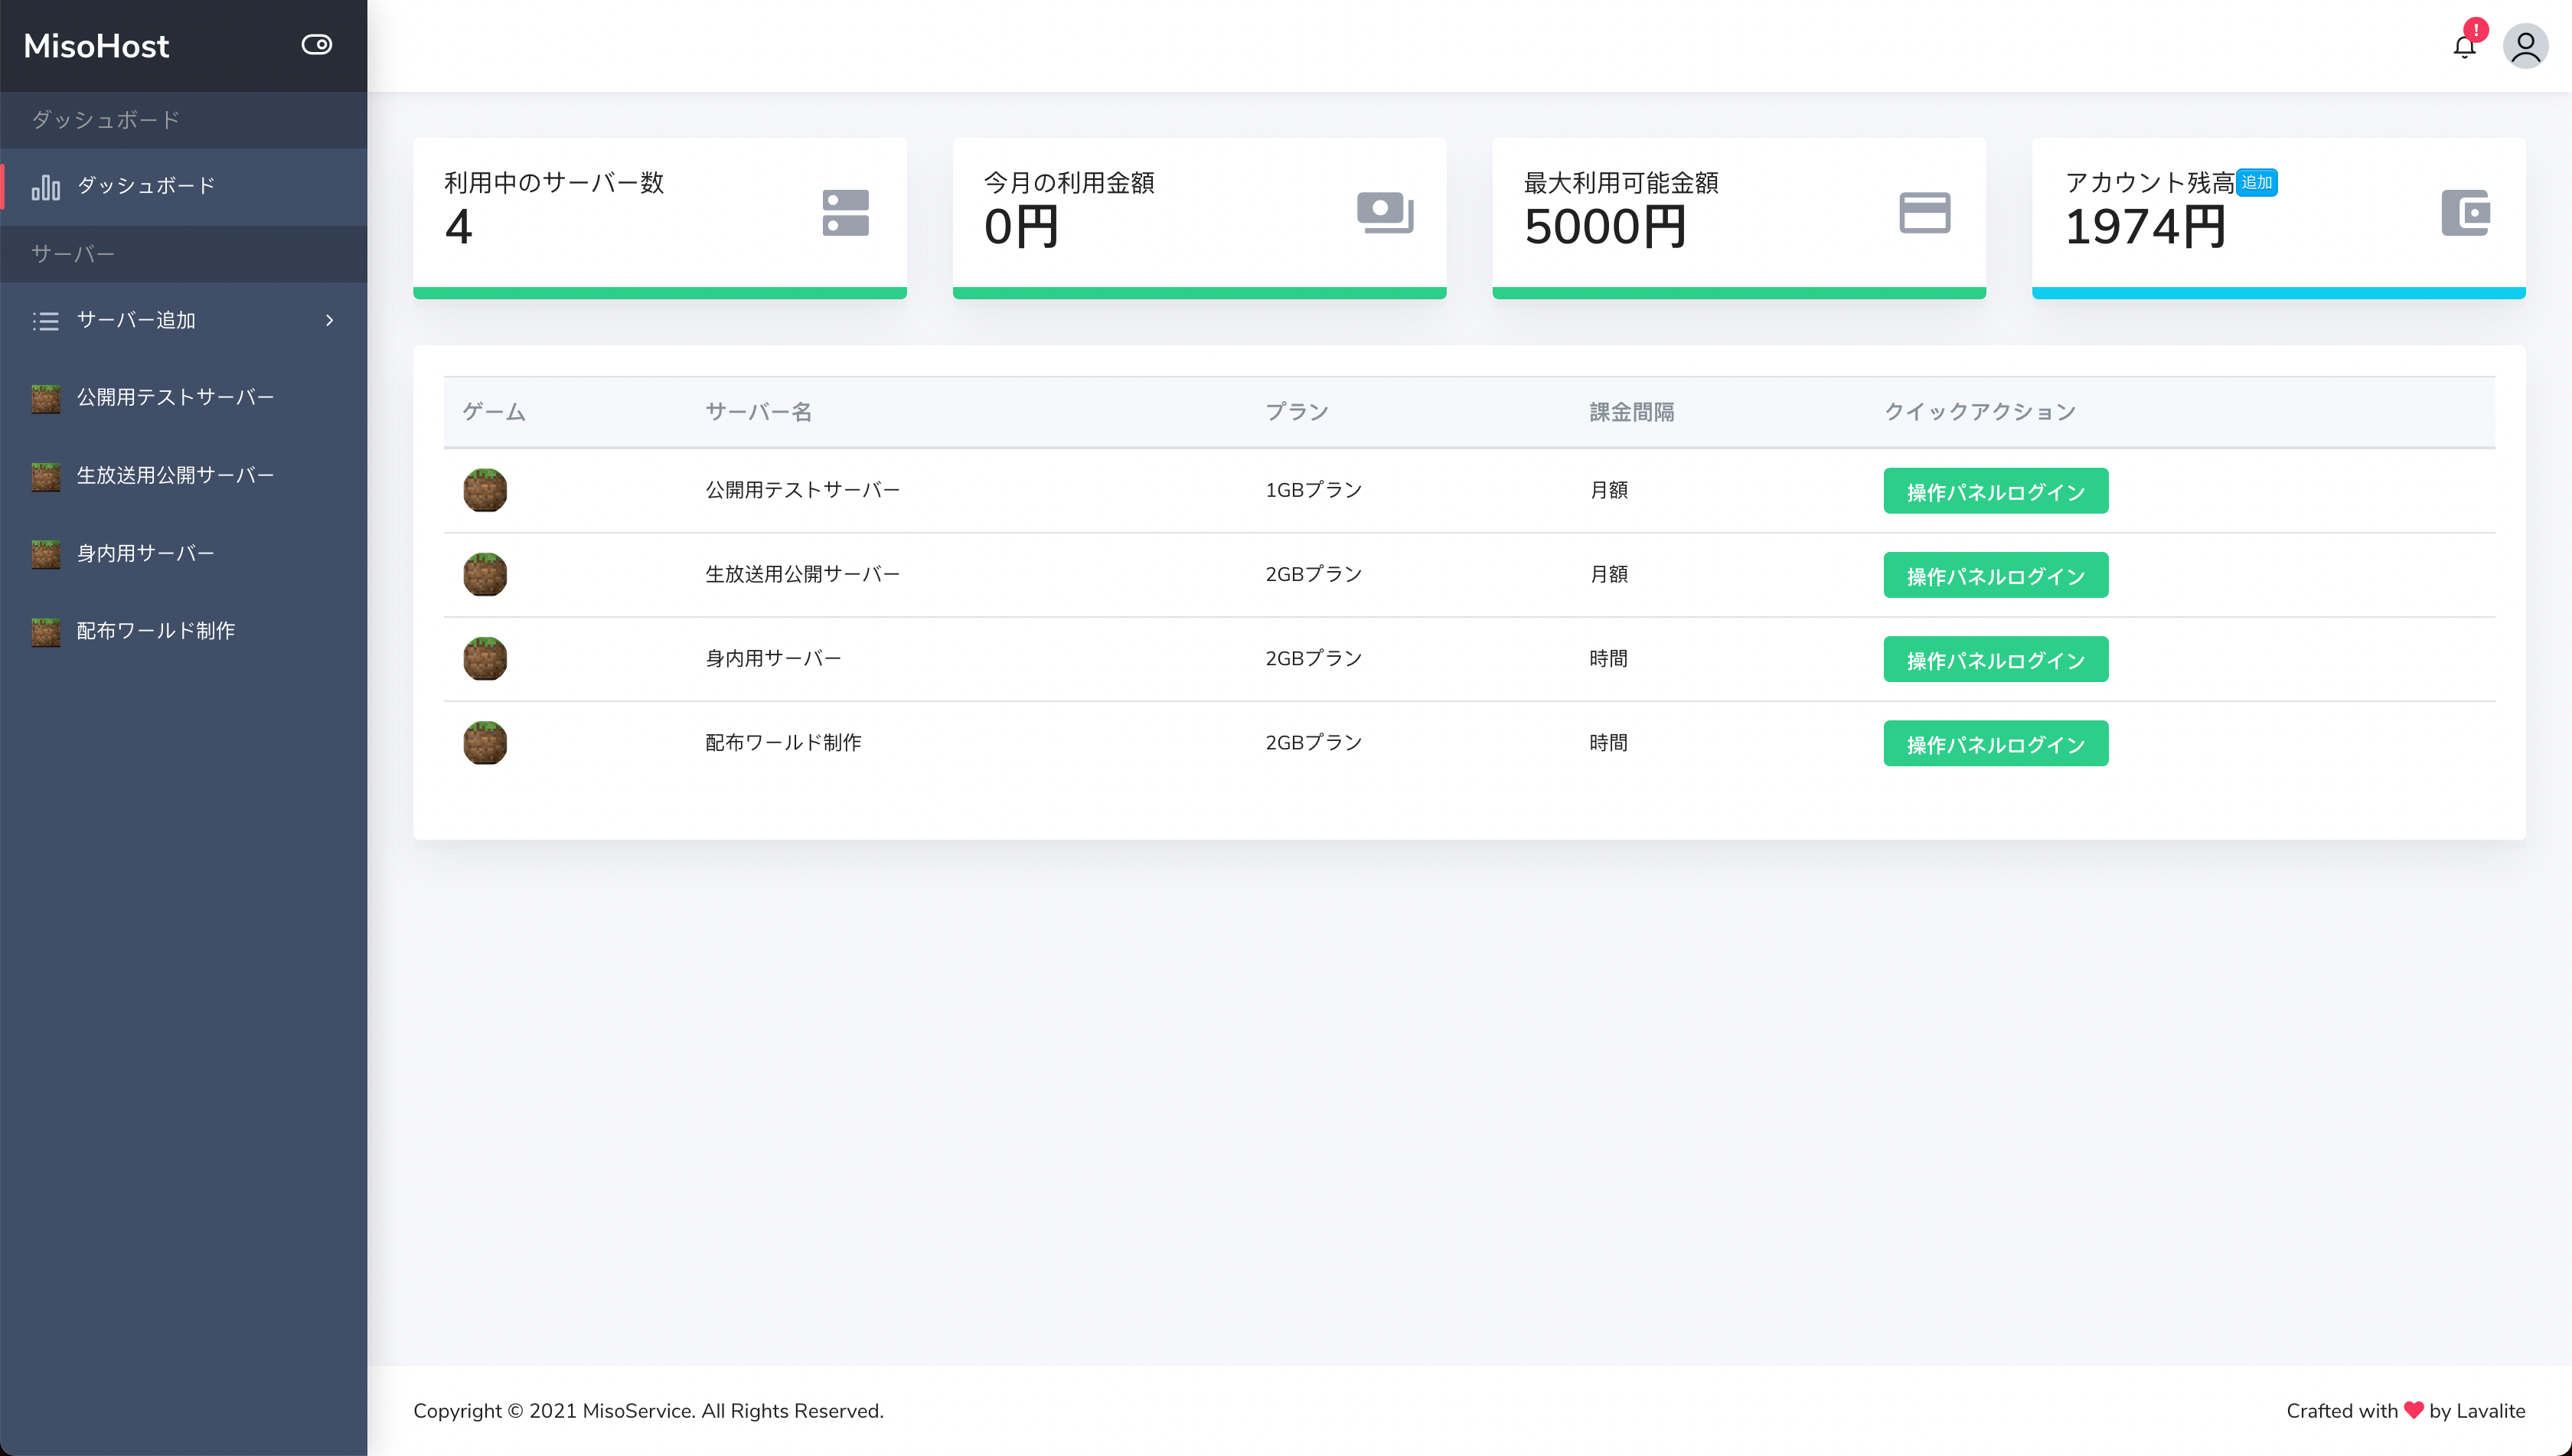 MisoHost
!
ダッシュボード
ダッシュボード
サーバー
サーバー追加
公開用テストサーバー
生放送用公開サーバー
身内用サーバー
配布ワールド制作
利用中のサーバー数
4
今月の利用金額
0円
最大利用可能金額
5000円
アカウント残高 追加
1974円
ゲーム サーバー名 プラン 課金間隔 クイックアクション
公開用テストサーバー 1GBプラン 月額 操作パネルログイン
生放送用公開サーバー 2GBプラン 月額 操作パネルログイン
身内用サーバー 2GBプラン 時間 操作パネルログイン
配布ワールド制作 2GBプラン 時間 操作パネルログイン
Copyright © 2021 MisoService. All Rights Reserved.
Crafted with ♥ by Lavalite